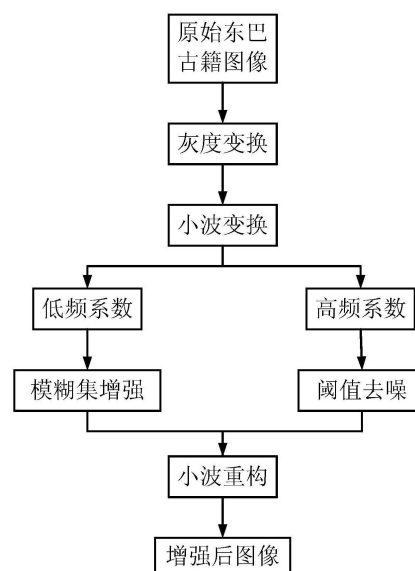 原始东巴
古籍图像
灰度变换
小波变换
低频系数
高频系数
模糊集增强
阈值去噪
小波重构
增强后图像